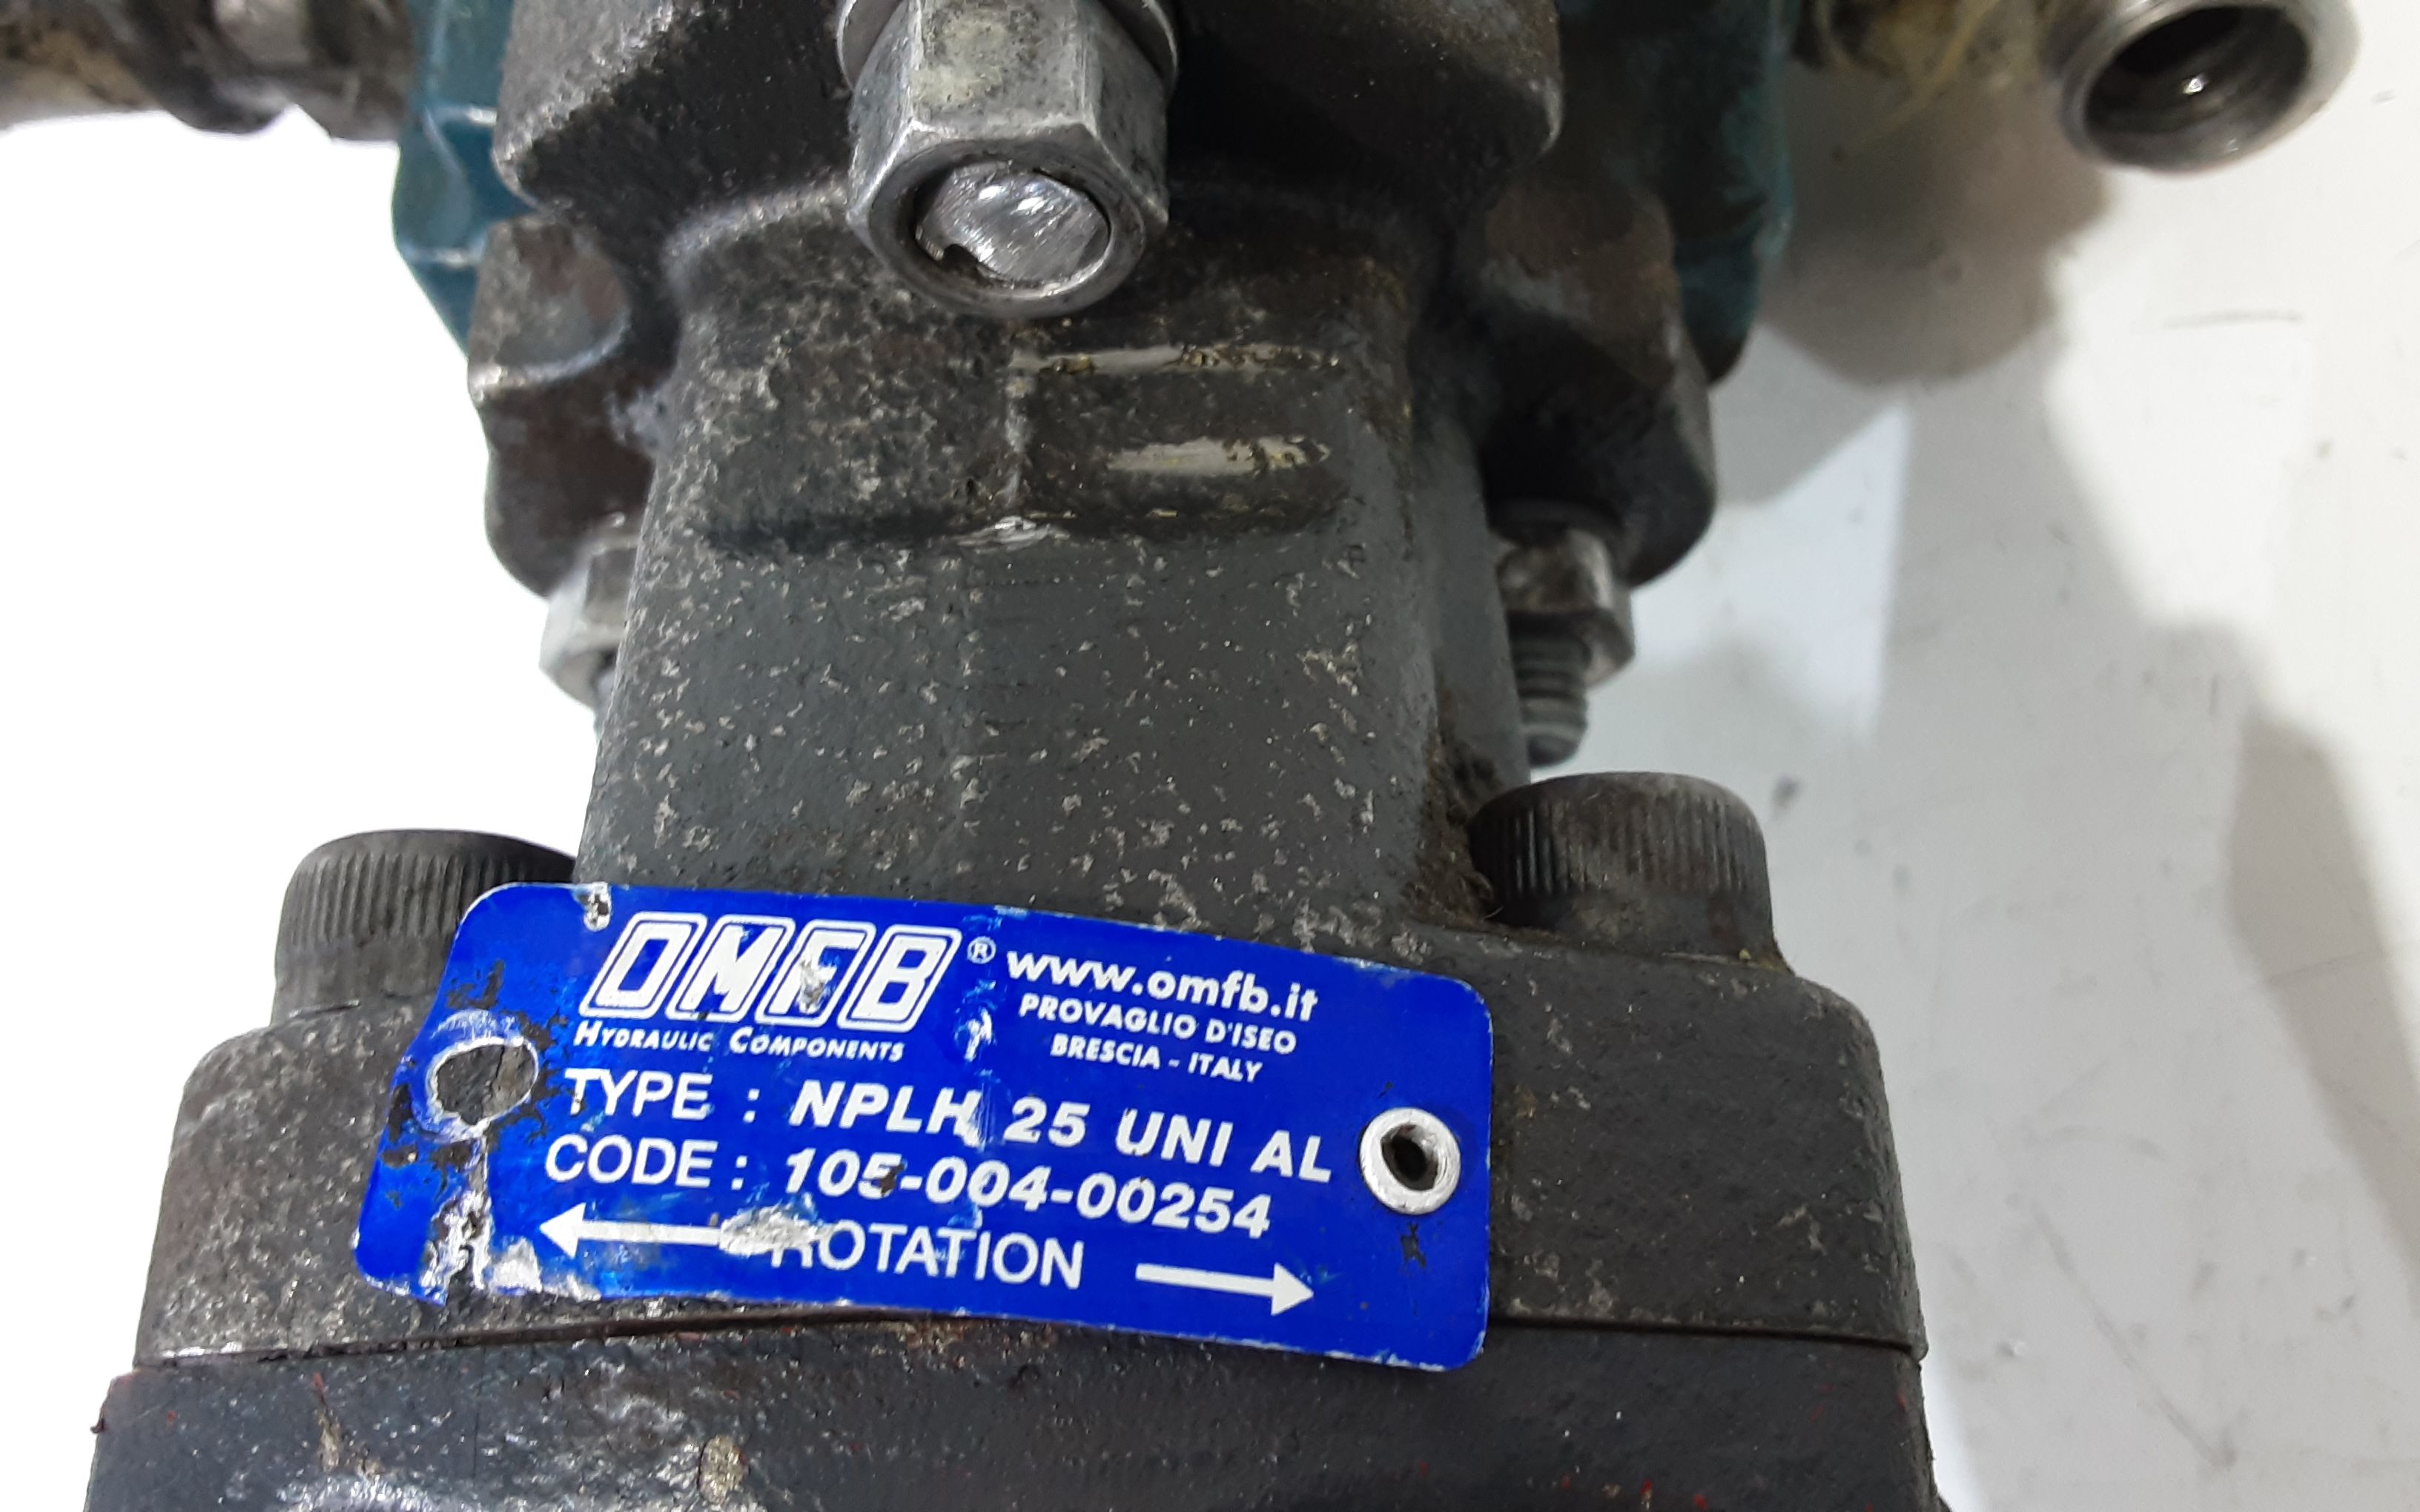 OMFB® www.omfb.it
HYDRAULIC COMPONENTS
PROVAGLIO D'ISEO
BRESCIA - ITALY
TYPE : NPLH 25 UNI AL
CODE : 105-004-00254
ROTATION